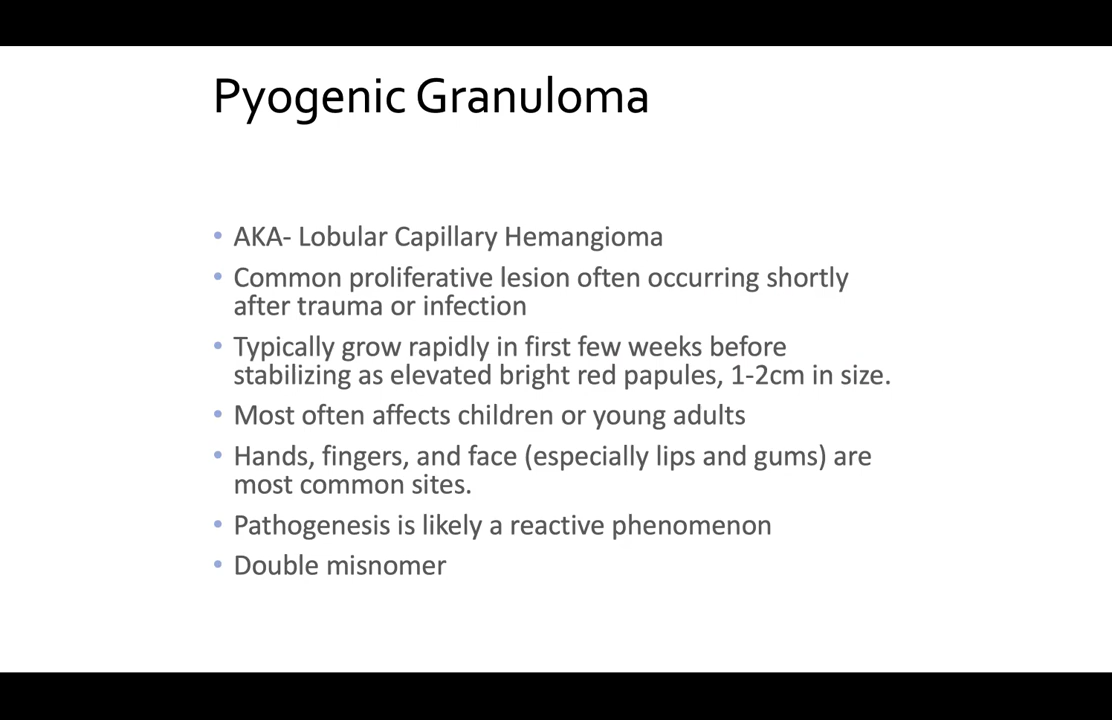 Pyogenic Granuloma
• AKA- Lobular Capillary Hemangioma
• Common proliferative lesion often occurring shortly
after trauma or infection
• Typically grow rapidly in first few weeks before
stabilizing as elevated bright red papules, 1-2cm in size.
• Most often affects children or young adults
• Hands, fingers, and face (especially lips and gums) are
most common sites.
• Pathogenesis is likely a reactive phenomenon
• Double misnomer